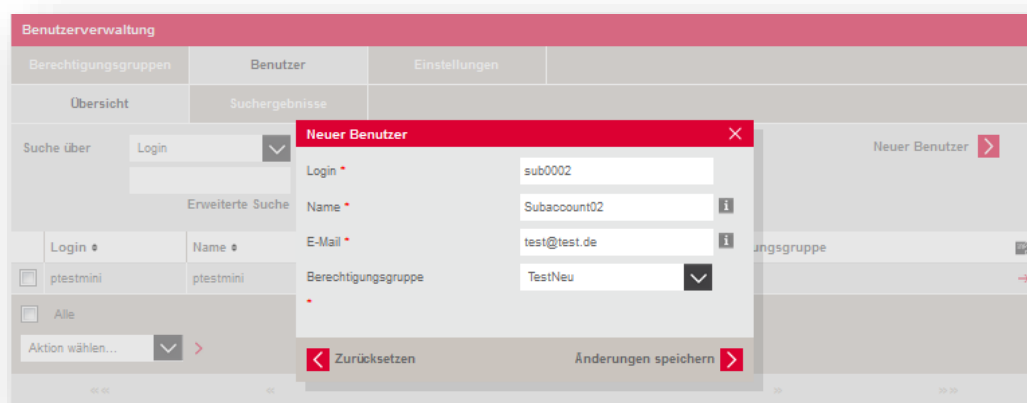 Benutzerverwaltung
Berechtigungsgruppen Benutzer Einstellungen
Übersicht Suchergebnisse
Neuer Benutzer
Suche über Login
Neuer Benutzer
Login *
sub0002
Erweiterte Suche
Name *
Subaccount02
E-Mail *
test@test.de
Login Name
ungsgruppe
ptestmini ptestmini
Berechtigungsgruppe
*
TestNeu
Alle
Aktion wählen...
Zurücksetzen Änderungen speichern